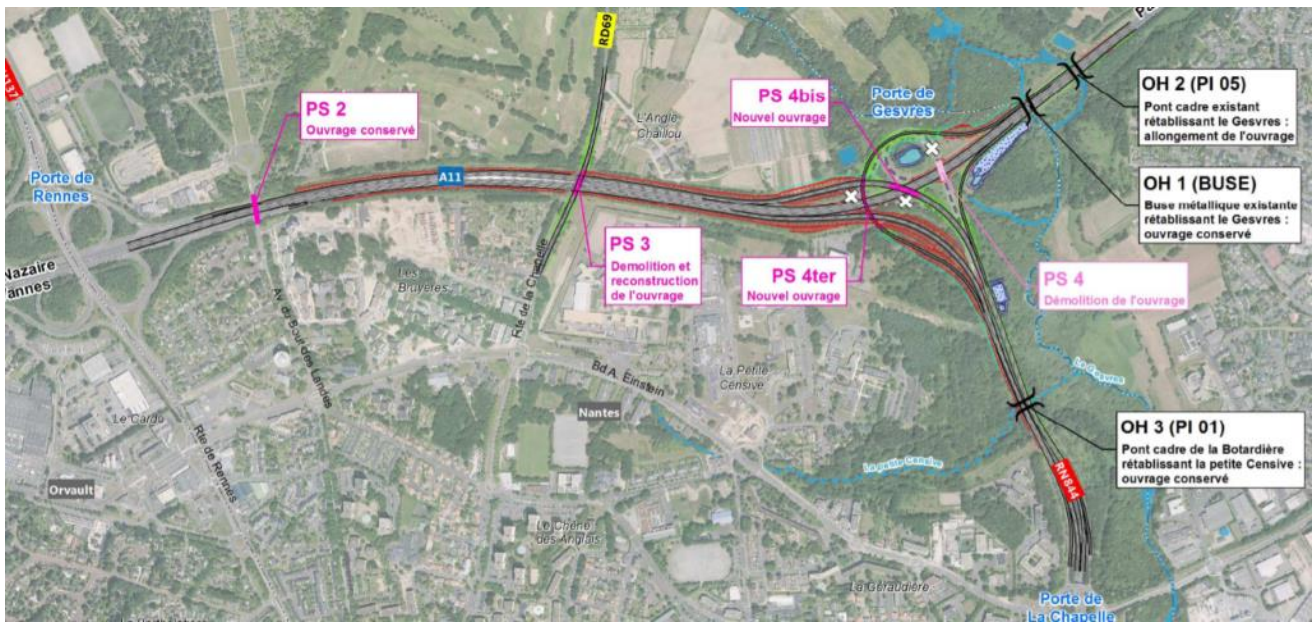 RD69
PS 2
Ouvrage conservé
PS 4bis
Nouvel ouvrage
Porte de
Gesvres
OH 2 (PI 05)
Pont cadre existant
rétablissant le Gesvres :
allongement de l'ouvrage
L'Angle
Chaillou
A11
Porte de
Rennes
OH 1 (BUSE)
Buse métallique existante
rétablissant le Gesvres :
ouvrage conservé
PS 3
Demolition et
reconstruction
de l'ouvrage
PS 4ter
Nouvel ouvrage
PS 4
Démolition de l'ouvrage
Nazaire
Les
Bruyères
Rte de la Chapelle
Av. du Bout des Landes
Bd A. Einstein
La Petite
Censive
Le Gesvres
Nantes
Le Cardo
Rte de Rennes
La petite Censive
OH 3 (PI 01)
Pont cadre de la Botardière
rétablissant la petite Censive :
ouvrage conservé
RN844
Orvault
Le Chêne
des Anglais
La Géraudière
Porte de
La Chapelle